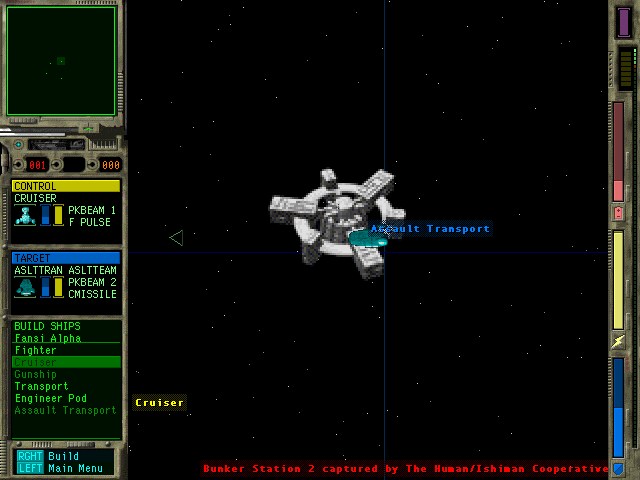 001
000
CONTROL
CRUISER
PKBEAM 1
F PULSE
TARGET
ASLTTRAN ASLTTEAM
PKBEAM 2
CMISSILE
BUILD SHIPS
Fansi Alpha
Fighter
Cruiser
Gunship
Transport
Engineer Pod
Assault Transport
RGHT Build
LEFT Main Menu
Assault Transport
Cruiser
Bunker Station 2 captured by The Human/Ishiman Cooperative